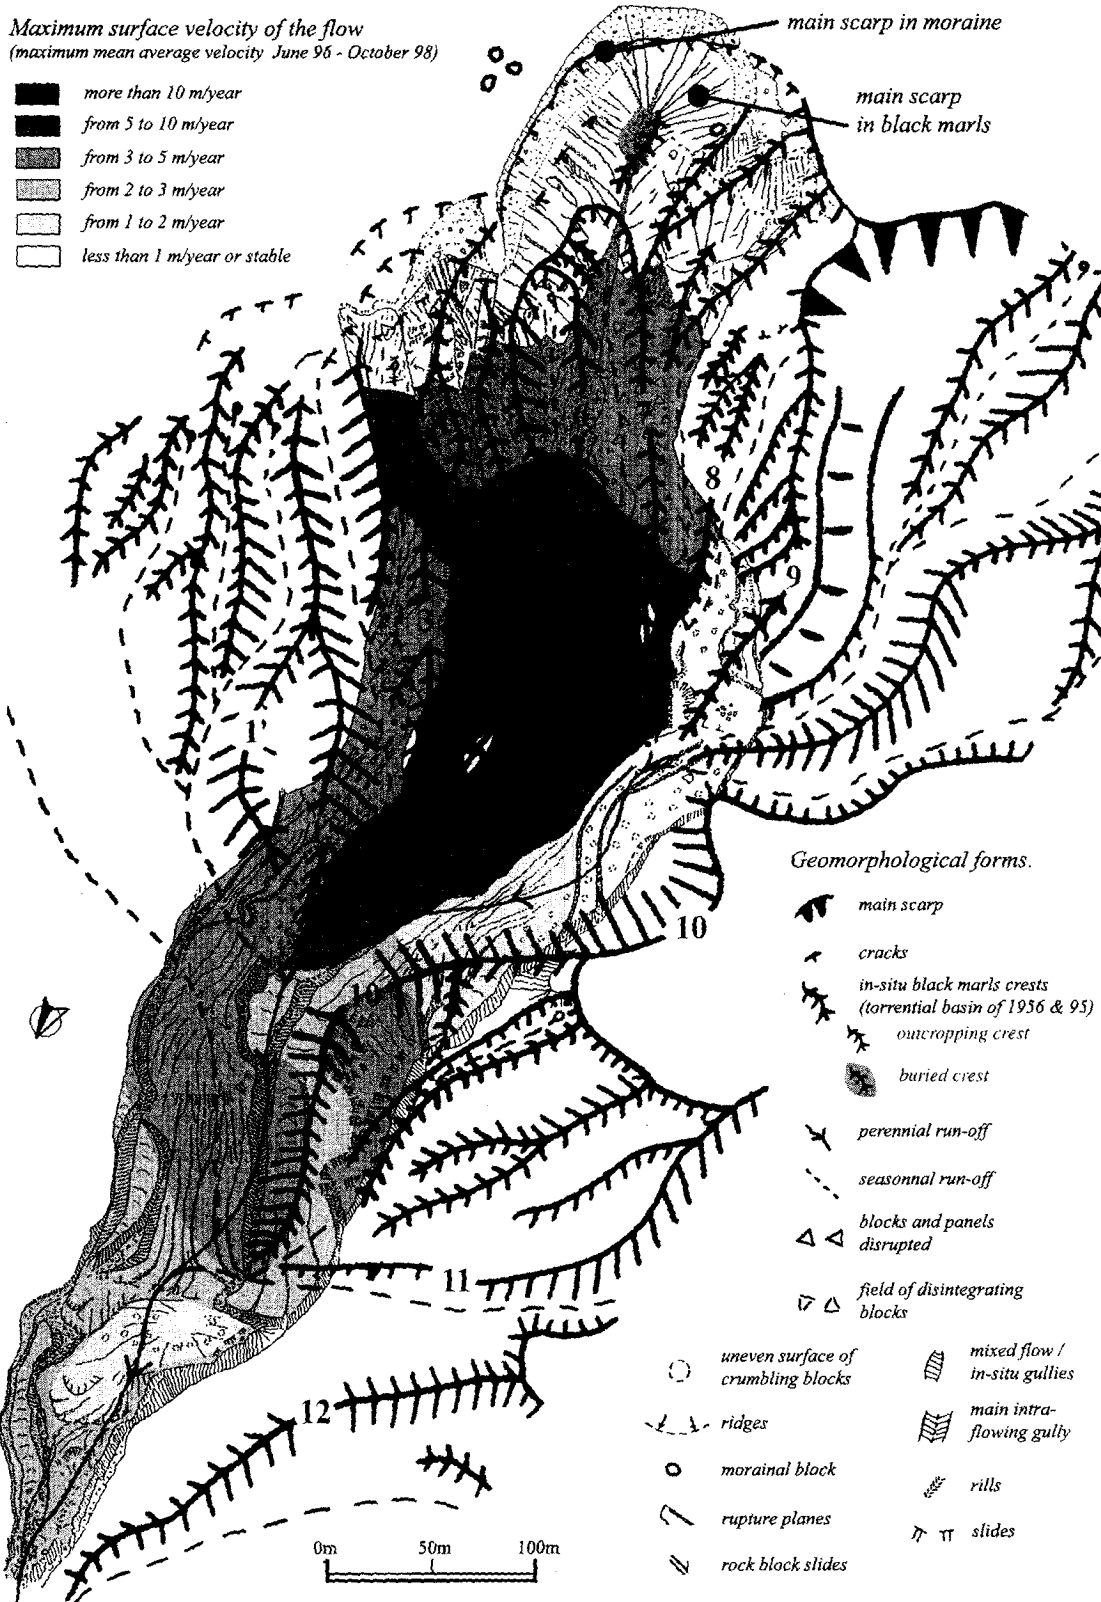 Maximum surface velocity of the flow
(maximum mean average velocity June 96 - October 98)
more than 10 m/year
from 5 to 10 m/year
from 3 to 5 m/year
from 2 to 3 m/year
from 1 to 2 m/year
less than 1 m/year or stable
main scarp in moraine
main scarp
in black marls
8
9
1'
10
10
11
12
Geomorphological forms.
main scarp
cracks
in-situ black marls crests
(torrential basin of 1956 & 95)
outcropping crest
buried crest
perennial run-off
seasonnal run-off
blocks and panels
disrupted
field of disintegrating
blocks
uneven surface of
crumbling blocks
ridges
morainal block
rupture planes
rock block slides
mixed flow /
in-situ gullies
main intra-
flowing gully
rills
slides
0m 50m 100m